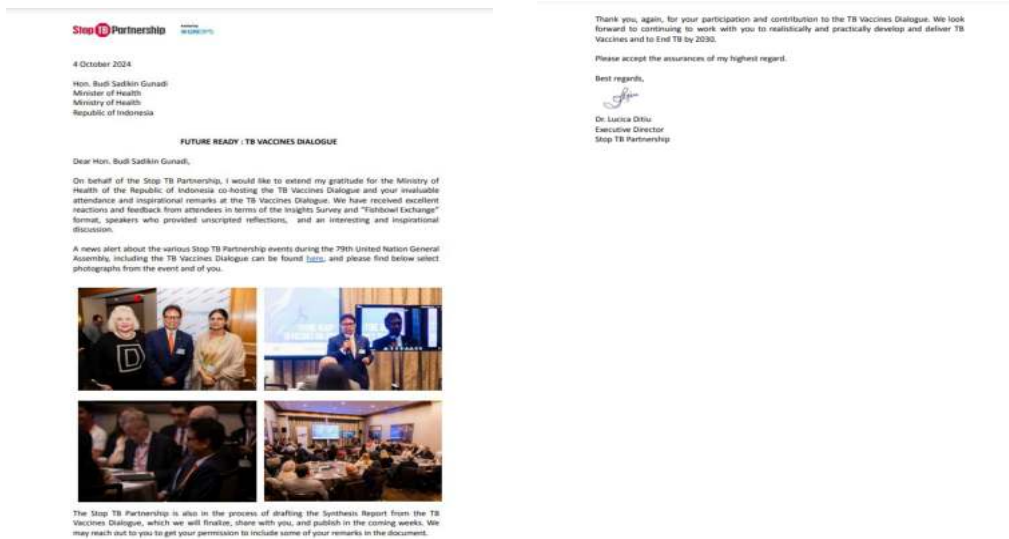 Stop TB Partnership
4 October 2024
Hon. Budi Sadikin Gunadi
Minister of Health
Ministry of Health
Republic of Indonesia
FUTURE READY : TB VACCINES DIALOGUE
Dear Hon. Budi Sadikin Gunadi,
On behalf of the Stop TB Partnership, I would like to extend my gratitude for the Ministry of
Health of the Republic of Indonesia co-hosting the TB Vaccines Dialogue and your invaluable
attendance and inspirational remarks at the TB Vaccines Dialogue. We have received excellent
reactions and feedback from attendees in terms of the Insights Survey and "Fishbowl Exchange"
format, speakers who provided unscripted reflections, and an interesting and inspirational
discussion.
A news alert about the various Stop TB Partnership events during the 79th United Nation General
Assembly, including the TB Vaccines Dialogue can be found here, and please find below select
photographs from the event and of you.
D
The Stop TB Partnership is also in the process of drafting the Synthesis Report from the TB
Vaccines Dialogue, which we will finalize, share with you, and publish in the coming weeks. We
may reach out to you to get your permission to include some of your remarks in the document.
Thank you, again, for your participation and contribution to the TB Vaccines Dialogue. We look
forward to continuing to work with you to realistically and practically develop and deliver TB
Vaccines and to End TB by 2030.
Please accept the assurances of my highest regard.
Best regards,
Dr. Lucica Ditiu
Executive Director
Stop TB Partnership